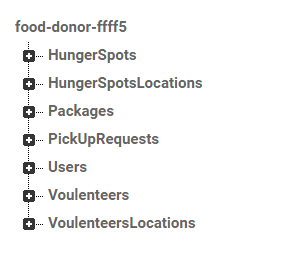 food-donor-ffff5
HungerSpots
HungerSpotsLocations
Packages
PickUpRequests
Users
Voulenteers
VoulenteersLocations